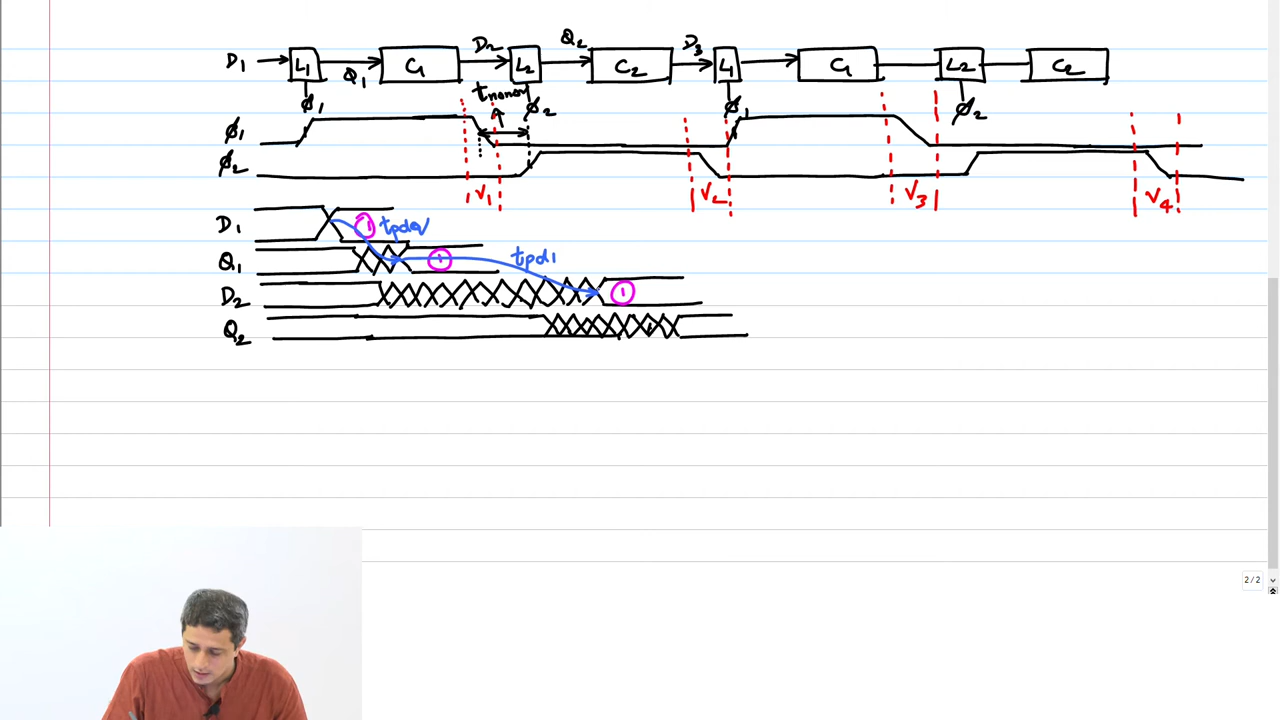 D1 L1 Q1 C1 D2 L2 Q2 C2 D3 L1 C1 L2 C2
ϕ1 tnonov ϕ2 ϕ1 ϕ2
ϕ1
ϕ2
V1 V2 V3 V4
D1 1 tpdq
Q1 1 tpd1
D2 1
Q2
2/2